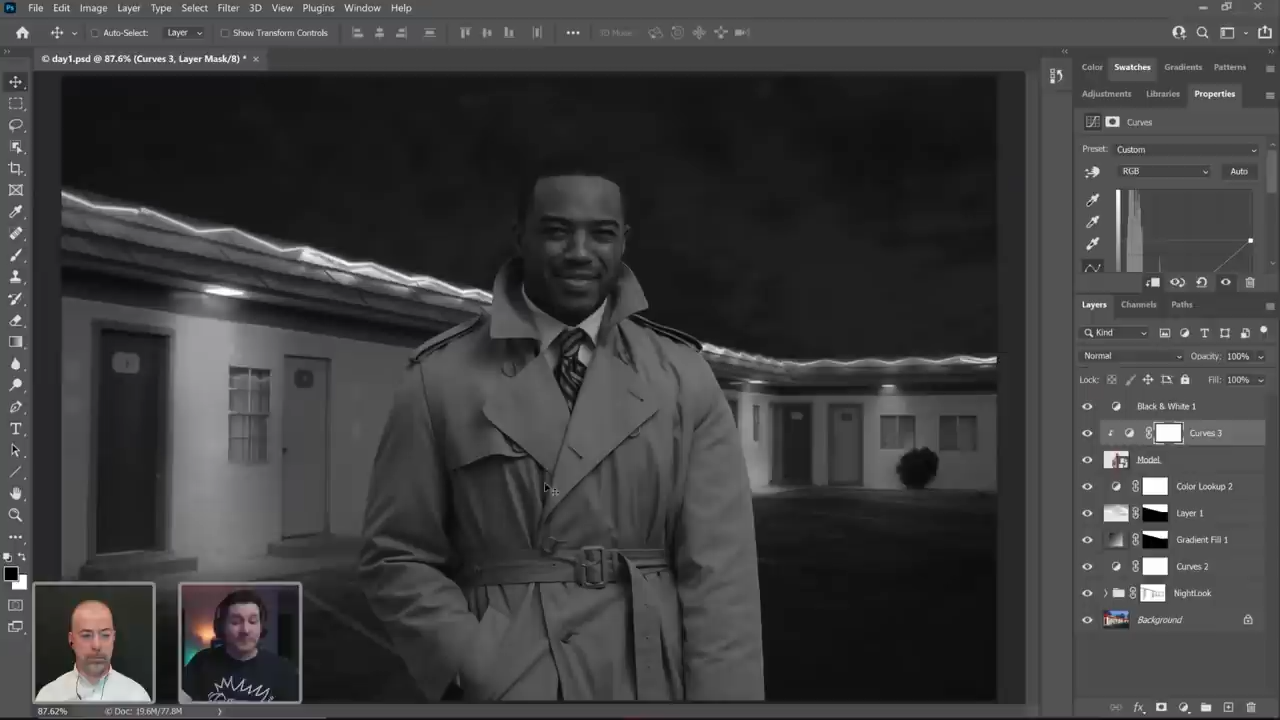 Ps File Edit Image Layer Type Select Filter 3D View Plugins Window Help
Auto-Select: Layer Show Transform Controls 3D Mode:
© day1.psd @ 87.6% (Curves 3, Layer Mask/8) *
Color Swatches Gradients Patterns
Adjustments Libraries Properties
Curves
Preset: Custom
RGB Auto
Layers Channels Paths
Kind
Normal Opacity: 100%
Lock: Fill: 100%
Black & White 1
Curves 3
Model
Color Lookup 2
Layer 1
Gradient Fill 1
Curves 2
NightLook
Background
87.62% © Doc: 19.6M/77.8M